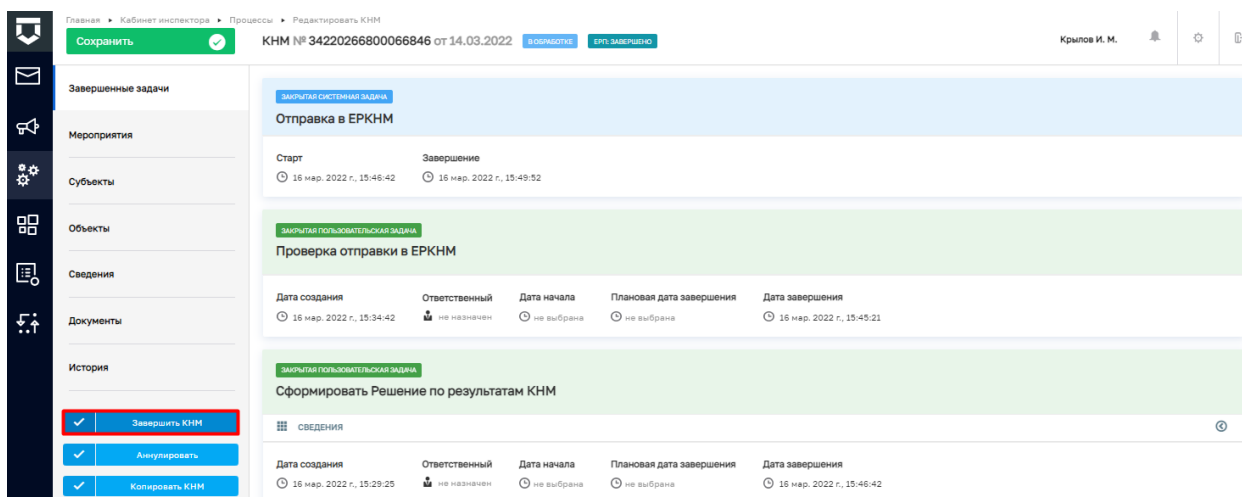 Главная ▸ Кабинет инспектора ▸ Процессы ▸ Редактировать КНМ
Сохранить
КНМ № 34220266800066846 от 14.03.2022 В ОБРАБОТКЕ ЕРП: ЗАВЕРШЕНО
Крылов И. М.
Завершенные задачи
Мероприятия
Субъекты
Объекты
Сведения
Документы
История
Завершить КНМ
Аннулировать
Копировать КНМ
ЗАКРЫТАЯ СИСТЕМНАЯ ЗАДАЧА
Отправка в ЕРКНМ
Старт Завершение
16 мар. 2022 г., 15:46:42 16 мар. 2022 г., 15:49:52
ЗАКРЫТАЯ ПОЛЬЗОВАТЕЛЬСКАЯ ЗАДАЧА
Проверка отправки в ЕРКНМ
Дата создания Ответственный Дата начала Плановая дата завершения Дата завершения
16 мар. 2022 г., 15:34:42 не назначен не выбрана не выбрана 16 мар. 2022 г., 15:45:21
ЗАКРЫТАЯ ПОЛЬЗОВАТЕЛЬСКАЯ ЗАДАЧА
Сформировать Решение по результатам КНМ
СВЕДЕНИЯ
Дата создания Ответственный Дата начала Плановая дата завершения Дата завершения
16 мар. 2022 г., 15:29:25 не назначен не выбрана не выбрана 16 мар. 2022 г., 15:46:42